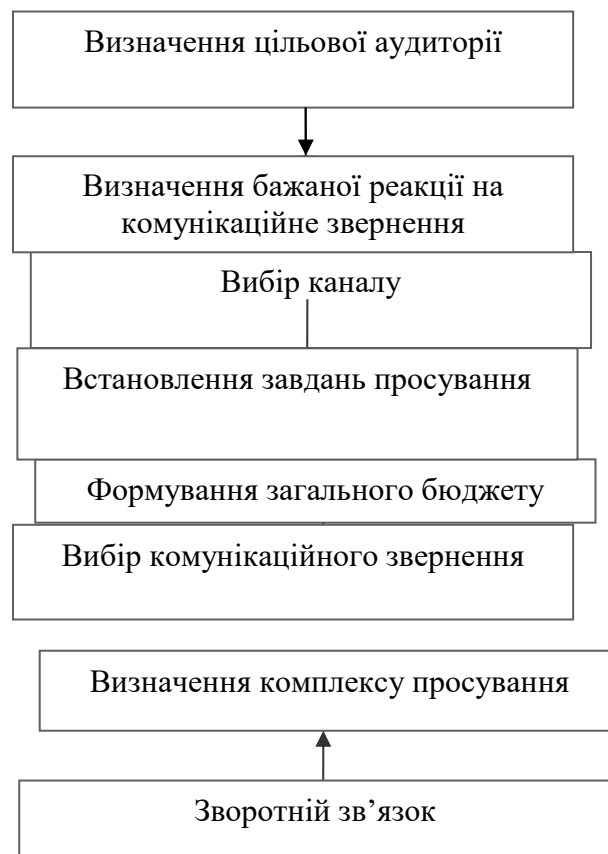 Визначення цільової аудиторії
Визначення бажаної реакції на
комунікаційне звернення
Вибір каналу
Встановлення завдань просування
Формування загального бюджету
Вибір комунікаційного звернення
Визначення комплексу просування
Зворотній зв’язок